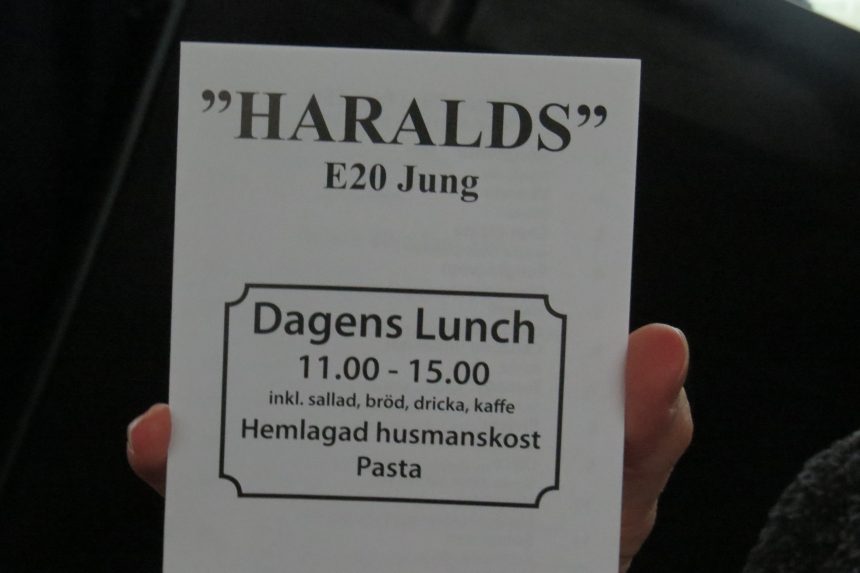 ”HARALDS”
E20 Jung
Dagens Lunch
11.00 - 15.00
inkl. sallad, bröd, dricka, kaffe
Hemlagad husmanskost
Pasta